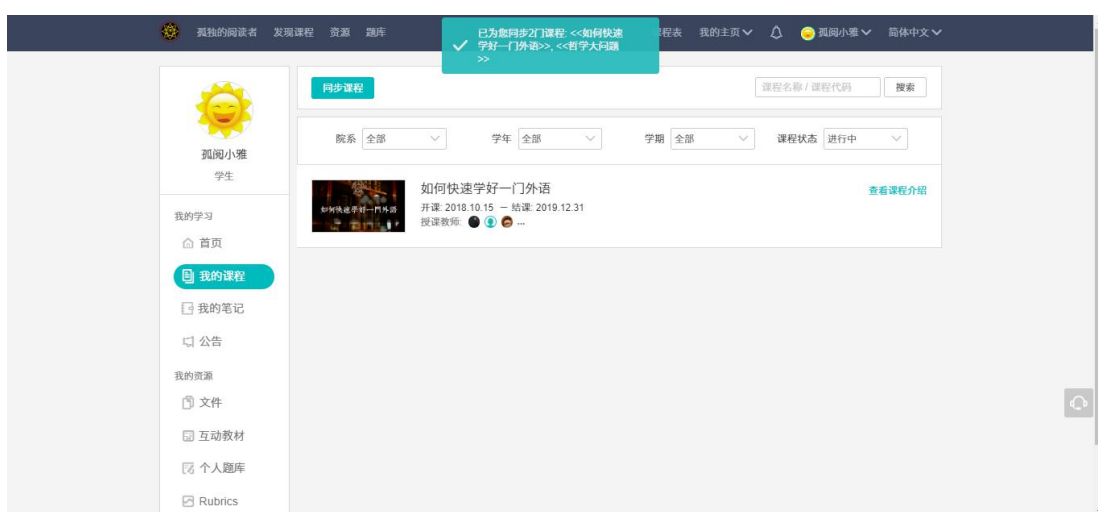 孤独的阅读者 发现课程 资源 题库 程表 我的主页 孤阅小雅 简体中文
已为您同步2门课程: <<如何快速
学好一门外语>>, <<哲学大问题
>>
同步课程 课程名称 / 课程代码 搜索
院系 全部 学年 全部 学期 全部 课程状态 进行中
孤阅小雅
学生
如何快速学好一门外语 查看课程介绍
开课: 2018.10.15 – 结课: 2019.12.31
授课教师: ...
如何快速学好一门外语
我的学习
首页
我的课程
我的笔记
公告
我的资源
文件
互动教材
个人题库
Rubrics